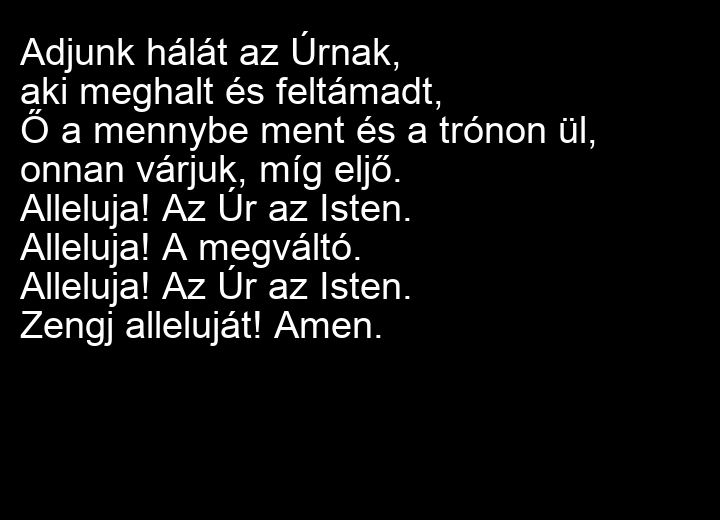 Adjunk hálát az Úrnak,
aki meghalt és feltámadt,
Ő a mennybe ment és a trónon ül,
onnan várjuk, míg eljő.
Alleluja! Az Úr az Isten.
Alleluja! A megváltó.
Alleluja! Az Úr az Isten.
Zengj alleluját! Amen.